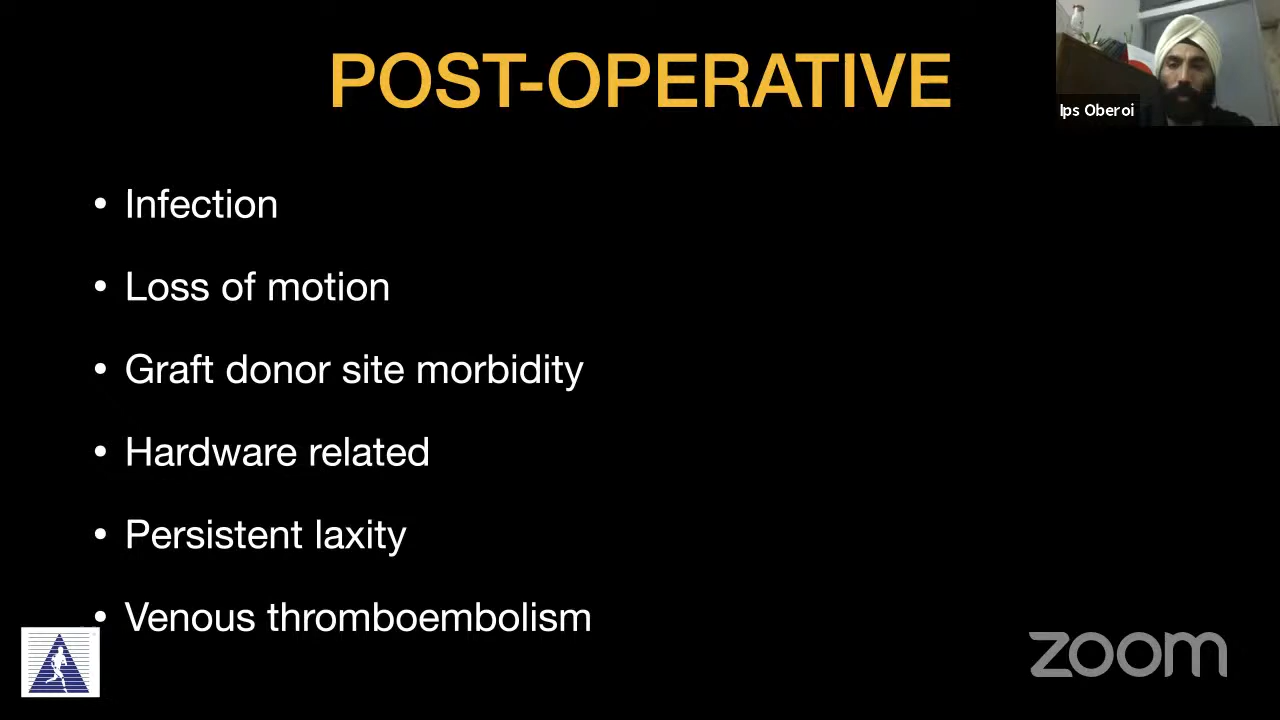 POST-OPERATIVE
Ips Oberoi
• Infection
• Loss of motion
• Graft donor site morbidity
• Hardware related
• Persistent laxity
• Venous thromboembolism
zoom